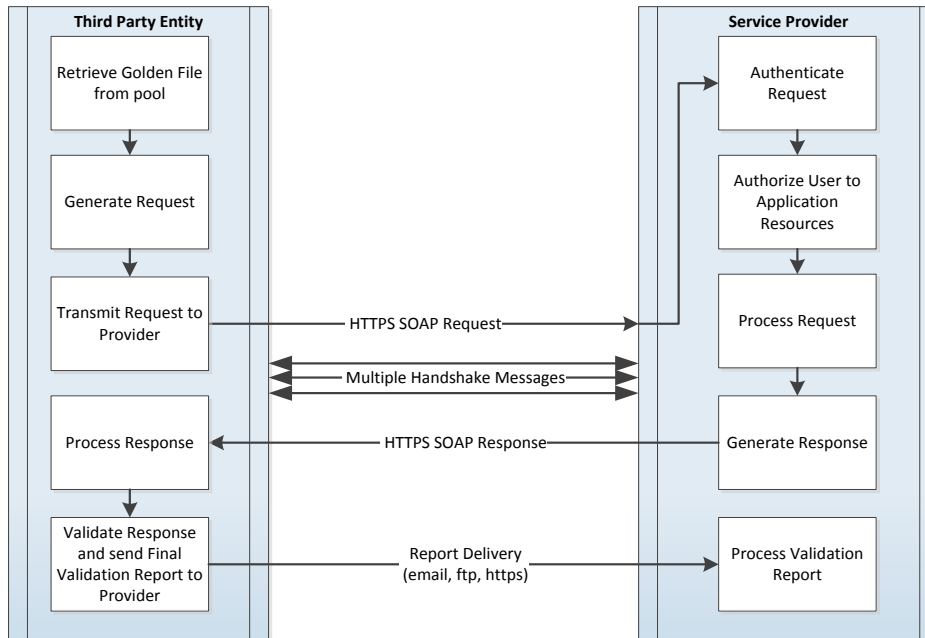 Third Party Entity
Retrieve Golden File
from pool
Generate Request
Transmit Request to
Provider
Process Response
Validate Response
and send Final
Validation Report to
Provider
HTTPS SOAP Request
Multiple Handshake Messages
HTTPS SOAP Response
Report Delivery
(email, ftp, https)
Service Provider
Authenticate
Request
Authorize User to
Application
Resources
Process Request
Generate Response
Process Validation
Report